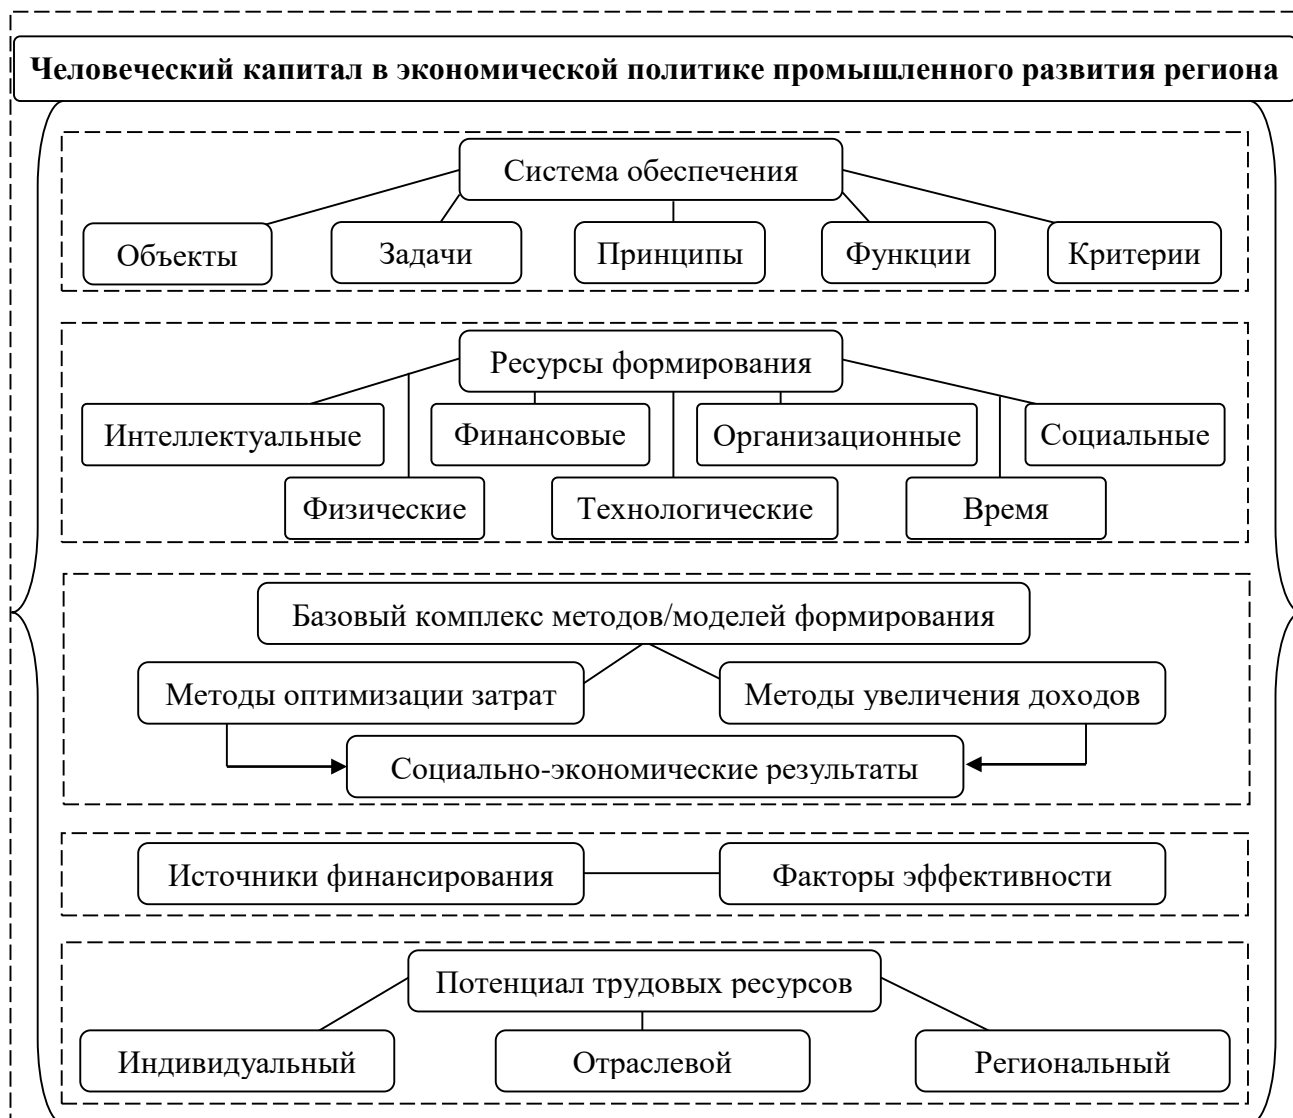 Человеческий капитал в экономической политике промышленного развития региона
Система обеспечения
Объекты
Задачи
Принципы
Функции
Критерии
Ресурсы формирования
Интеллектуальные
Финансовые
Организационные
Социальные
Физические
Технологические
Время
Базовый комплекс методов/моделей формирования
Методы оптимизации затрат
Методы увеличения доходов
Социально-экономические результаты
Источники финансирования
Факторы эффективности
Потенциал трудовых ресурсов
Индивидуальный
Отраслевой
Региональный